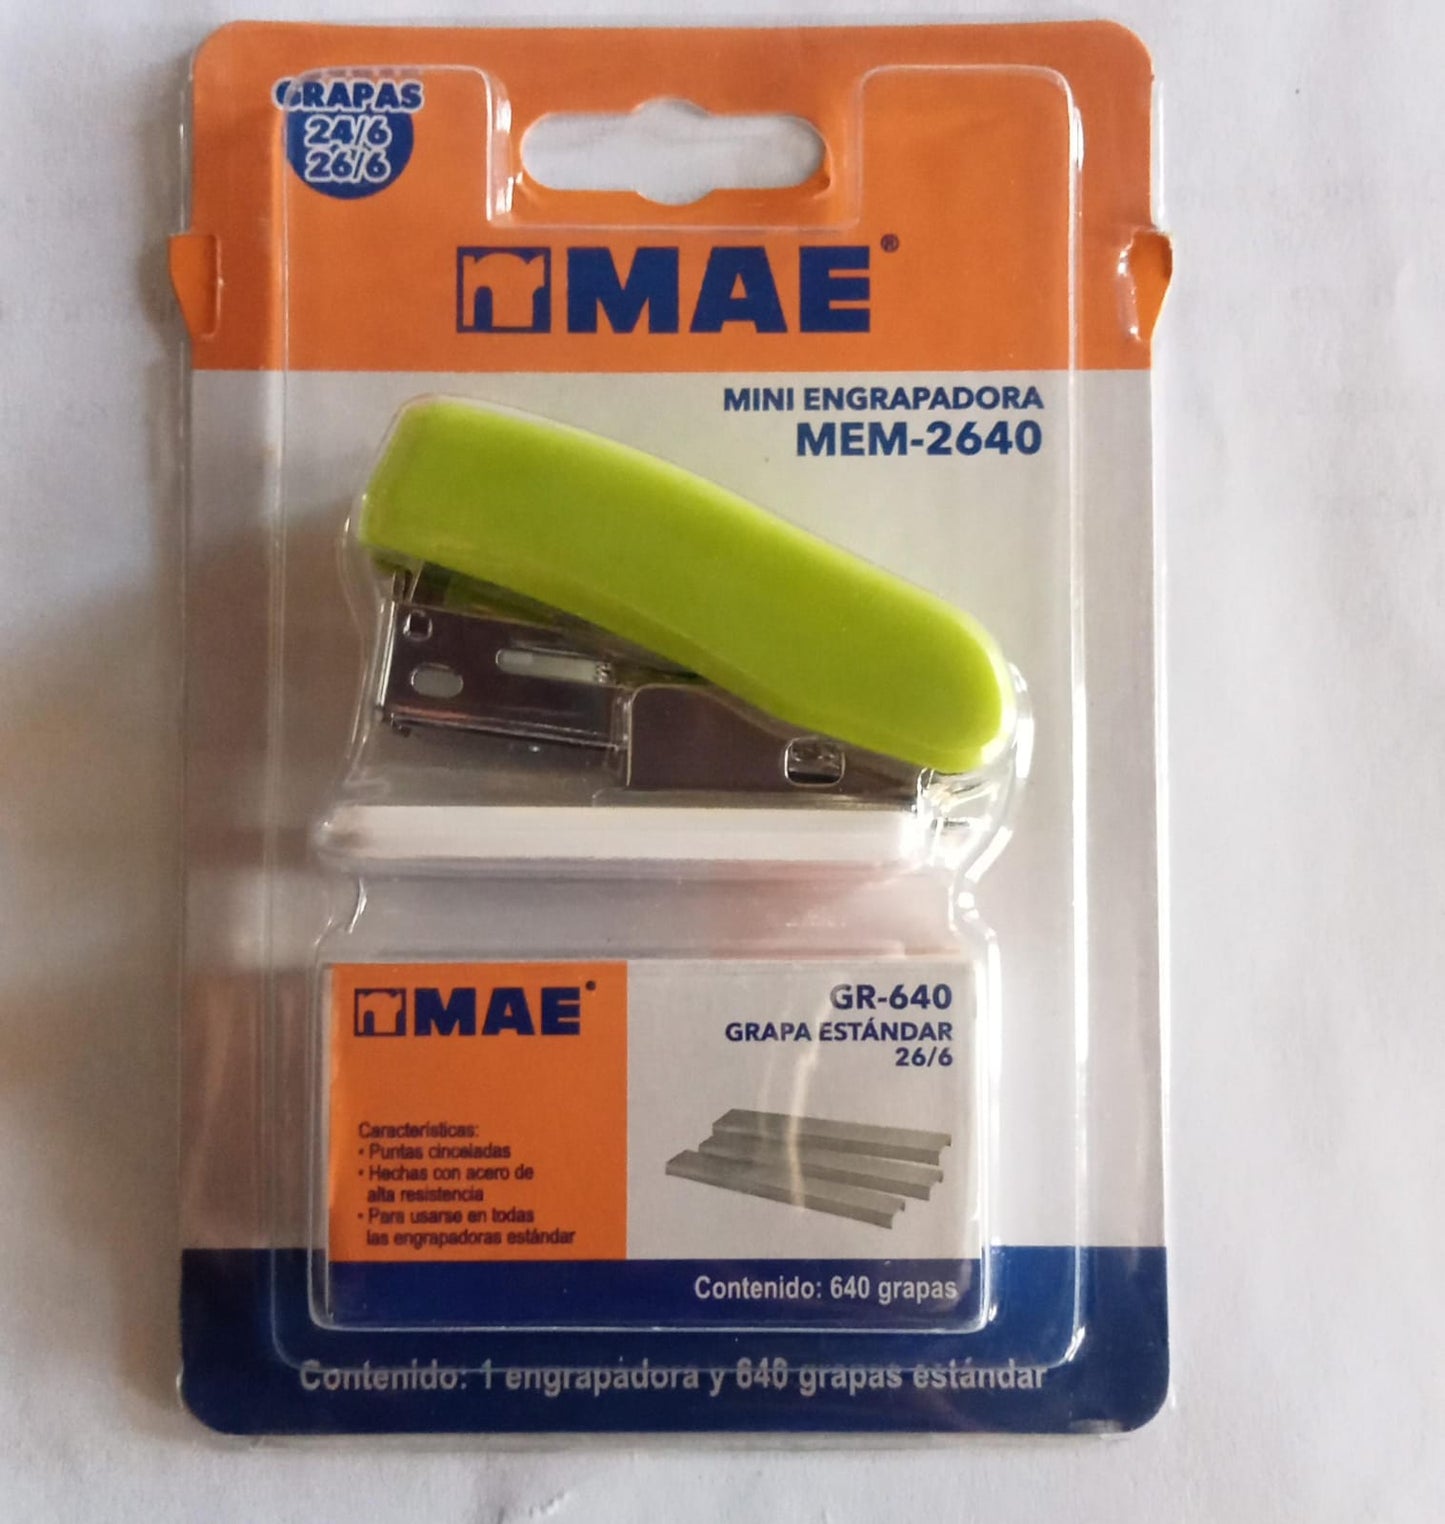 GRAPAS
24/6
26/6
MAE®
MINI ENGRAPADORA
MEM-2640
MAE
GR-640
GRAPA ESTÁNDAR
26/6
Características:
• Puntas cinceladas
• Hechas con acero de
alta resistencia
• Para usarse en todas
las engrapadoras estándar
Contenido: 640 grapas
Contenido: 1 engrapadora y 640 grapas estándar